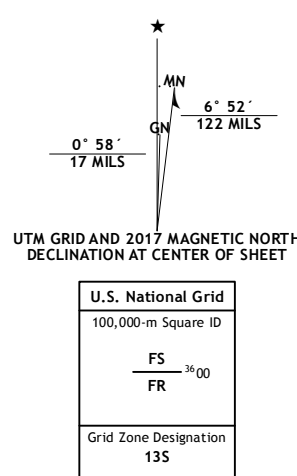 MN
6° 52´
122 MILS
GN
0° 58´
17 MILS
UTM GRID AND 2017 MAGNETIC NORTH
DECLINATION AT CENTER OF SHEET
U.S. National Grid
100,000-m Square ID
FS
3600
FR
Grid Zone Designation
13S